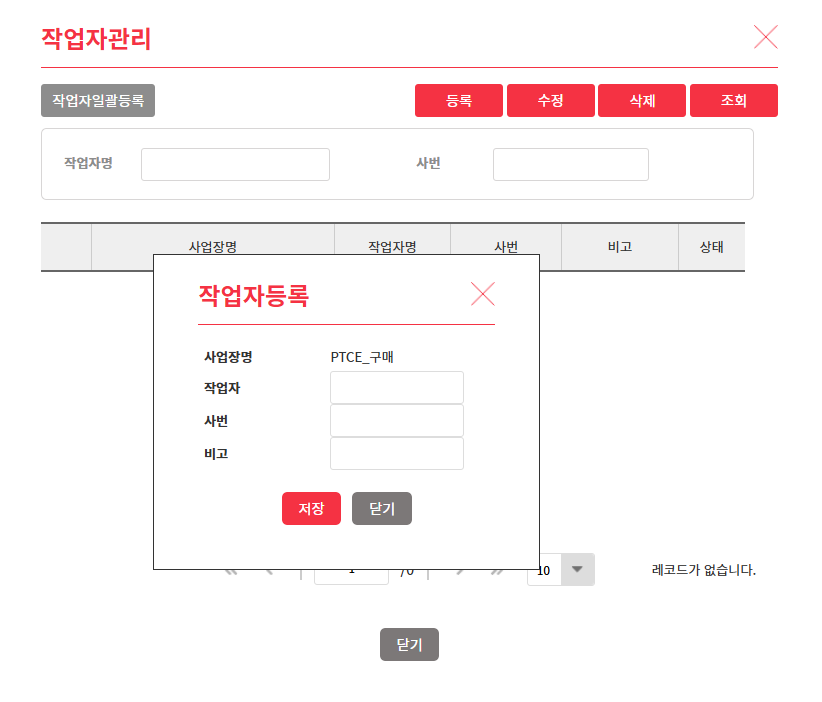 작업자관리
작업자일괄등록 등록 수정 삭제 조회
작업자명 사번
사업장명 작업자명 사번 비고 상태
작업자등록
사업장명 PTCE_구매
작업자
사번
비고
저장 닫기
1 /0 10 레코드가 없습니다.
닫기